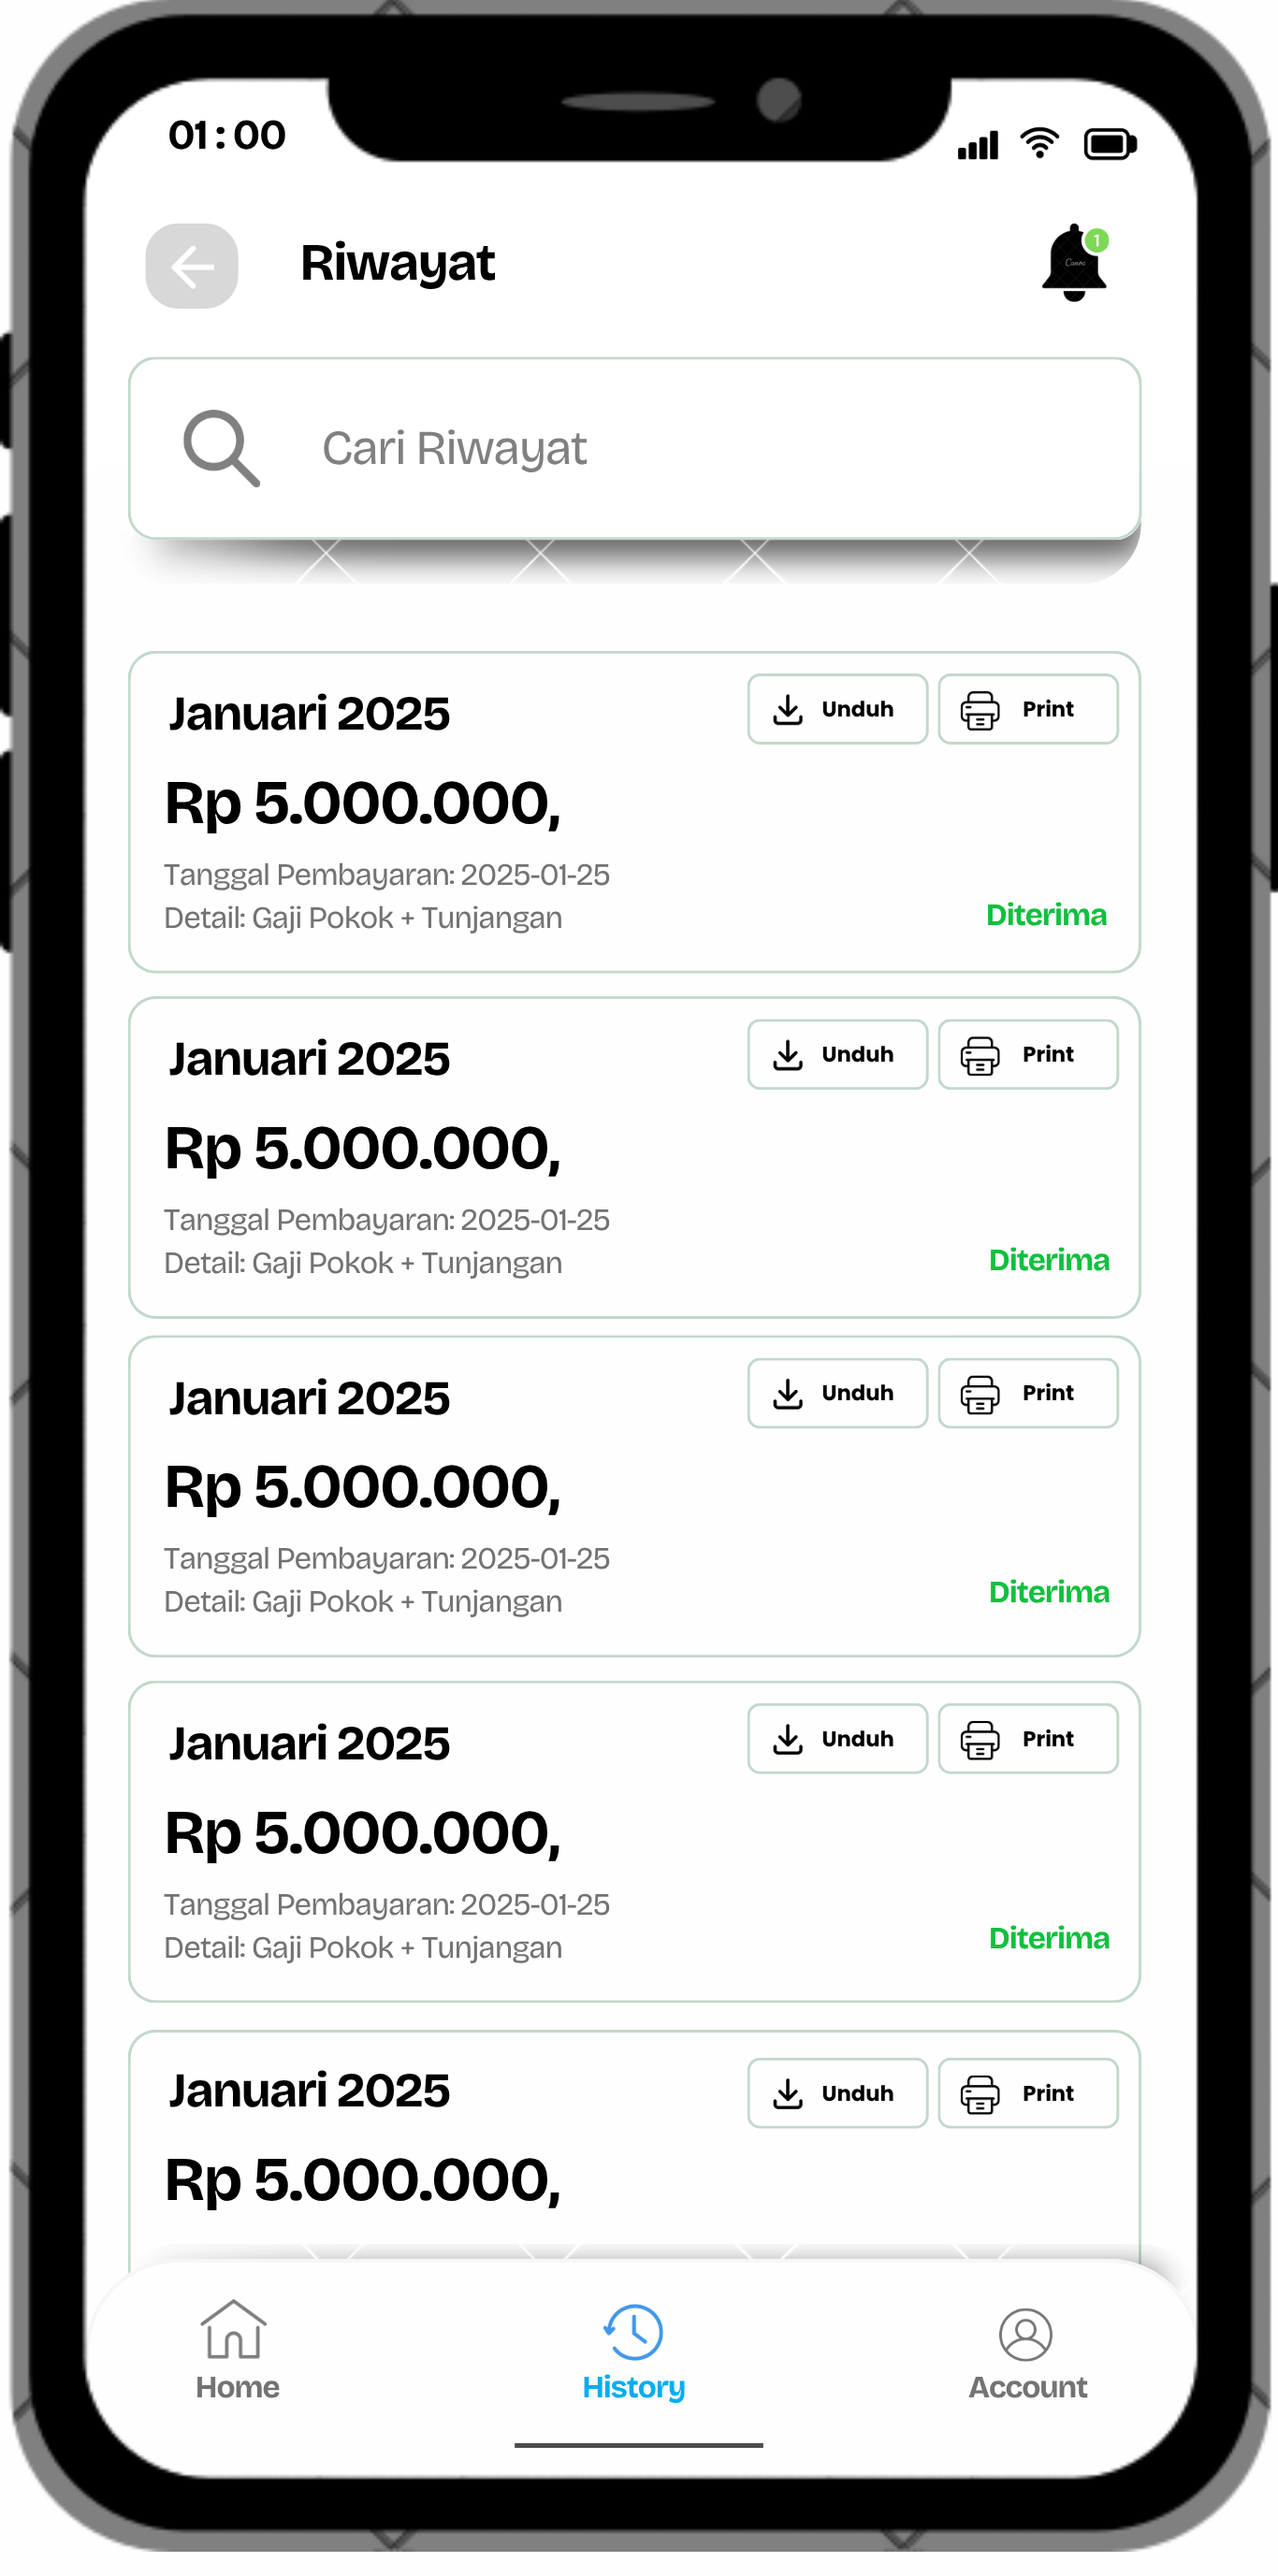 01:00
Riwayat
1
Canva
Cari Riwayat
Januari 2025
Unduh
Print
Rp 5.000.000,
Tanggal Pembayaran: 2025-01-25
Detail: Gaji Pokok + Tunjangan
Diterima
Januari 2025
Unduh
Print
Rp 5.000.000,
Tanggal Pembayaran: 2025-01-25
Detail: Gaji Pokok + Tunjangan
Diterima
Januari 2025
Unduh
Print
Rp 5.000.000,
Tanggal Pembayaran: 2025-01-25
Detail: Gaji Pokok + Tunjangan
Diterima
Januari 2025
Unduh
Print
Rp 5.000.000,
Tanggal Pembayaran: 2025-01-25
Detail: Gaji Pokok + Tunjangan
Diterima
Januari 2025
Unduh
Print
Rp 5.000.000,
Home
History
Account